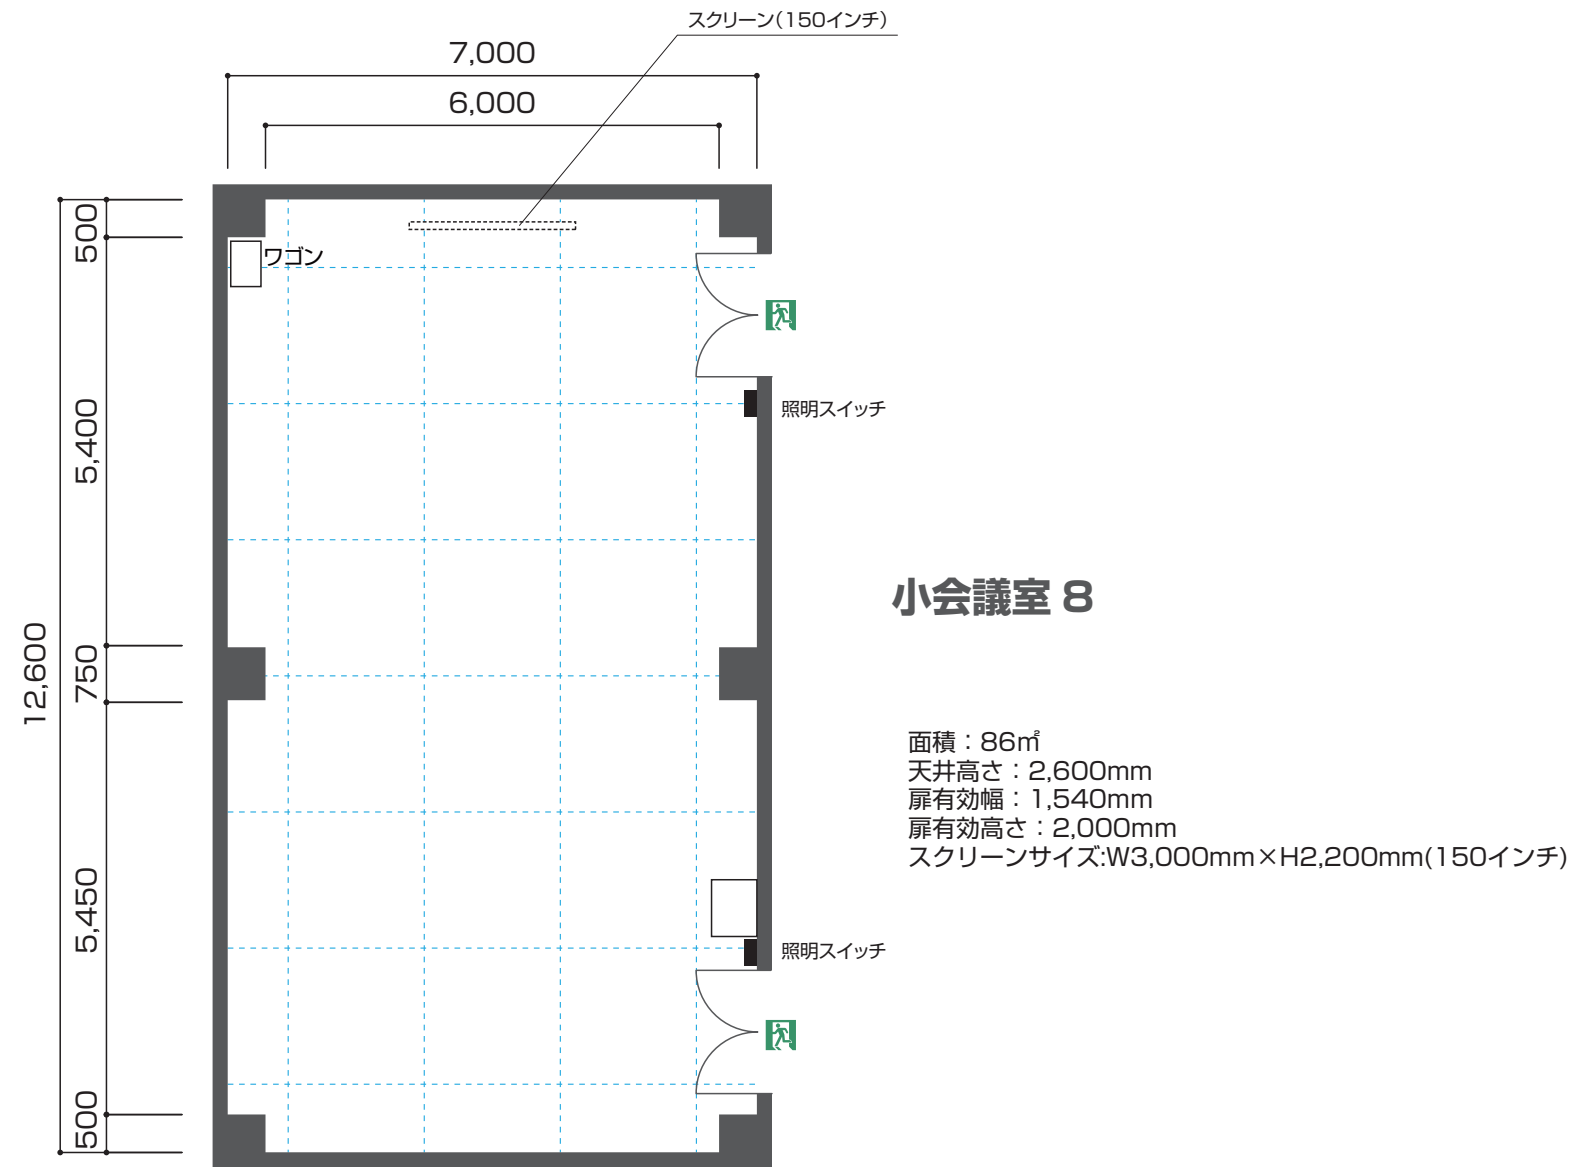 スクリーン(150インチ)
7,000
6,000
500
ワゴン
5,400
照明スイッチ
12,600
750
小会議室 8
面積：86㎡
天井高さ：2,600mm
扉有効幅：1,540mm
扉有効高さ：2,000mm
スクリーンサイズ:W3,000mm×H2,200mm(150インチ)
5,450
照明スイッチ
500